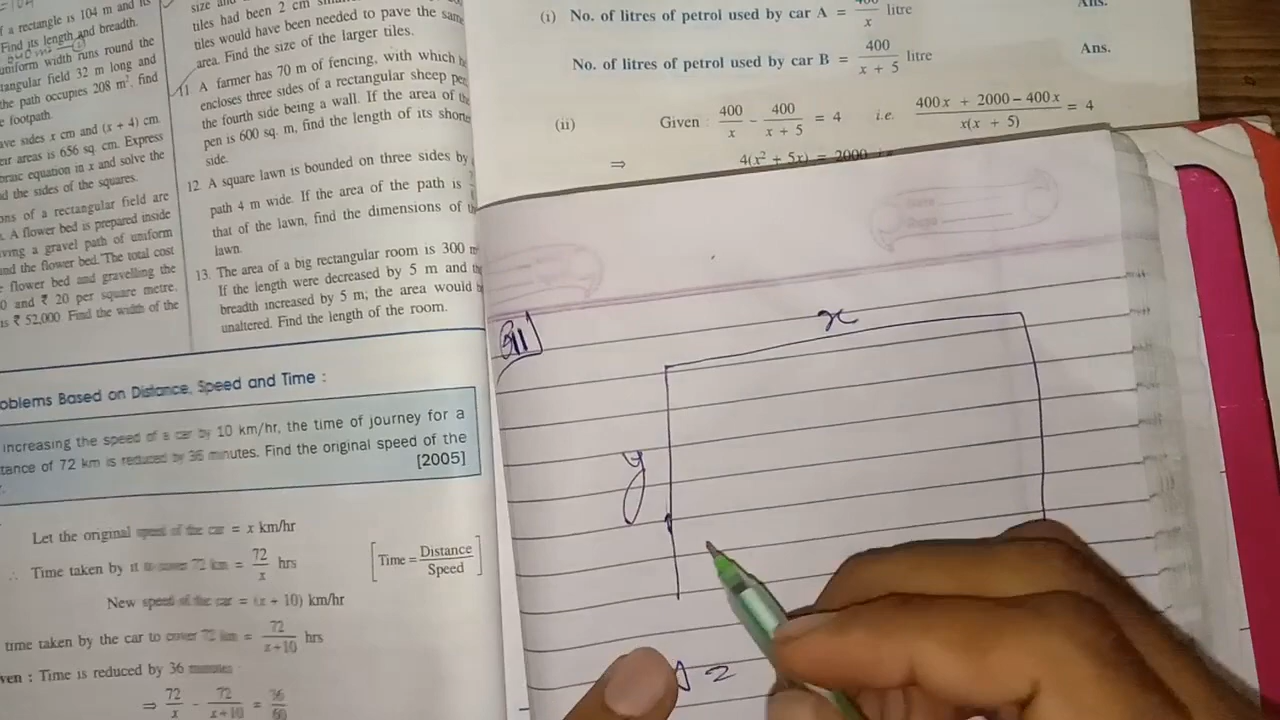 f a rectangle is 104 m and its
Find its length and breadth.
uniform width runs round the
tangular field 32 m long and
the path occupies 208 m², find
e footpath.
ave sides x cm and (x + 4) cm.
eir areas is 656 sq. cm. Express
braic equation in x and solve the
d the sides of the squares.
ons of a rectangular field are
. A flower bed is prepared inside
ving a gravel path of uniform
und the flower bed. The total cost
e flower bed and gravelling the
0 and ₹ 20 per square metre.
is ₹ 52,000 Find the width of the
size and
tiles had been 2 cm
tiles would have been needed to pave the same
area. Find the size of the larger tiles.
11 A farmer has 70 m of fencing, with which h
encloses three sides of a rectangular sheep pe
the fourth side being a wall. If the area of the
pen is 600 sq. m, find the length of its shorte
side.
12 A square lawn is bounded on three sides by
path 4 m wide. If the area of the path is
that of the lawn, find the dimensions of
lawn.
13. The area of a big rectangular room is 300 m
If the length were decreased by 5 m and the
breadth increased by 5 m; the area would
unaltered. Find the length of the room.
oblems Based on Distance, Speed and Time :
increasing the speed of a car by 10 km/hr, the time of journey for a
tance of 72 km is reduced by 36 minutes. Find the original speed of the
[2005]
Let the original speed of the car = x km/hr
∴ Time taken by it to cover 72 km = 72/x hrs [Time = Distance/Speed]
New speed of the car = (x + 10) km/hr
time taken by the car to cover 72 km = 72/x+10 hrs
ven : Time is reduced by 36 minutes
⇒ 72/x - 72/x+10 = 36/60
Ans.
(i) No. of litres of petrol used by car A = 400/x litre
No. of litres of petrol used by car B = 400/x + 5 litre Ans.
(ii) Given : 400/x - 400/x + 5 = 4 i.e. 400x + 2000 - 400x/x(x + 5) = 4
⇒ 4(x² + 5x) = 2000
x
y